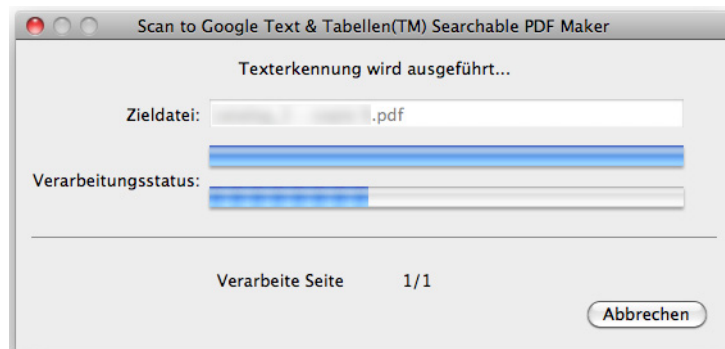 Scan to Google Text & Tabellen(TM) Searchable PDF Maker
Texterkennung wird ausgeführt...
Zieldatei: .pdf
Verarbeitungsstatus:
Verarbeite Seite 1/1
Abbrechen